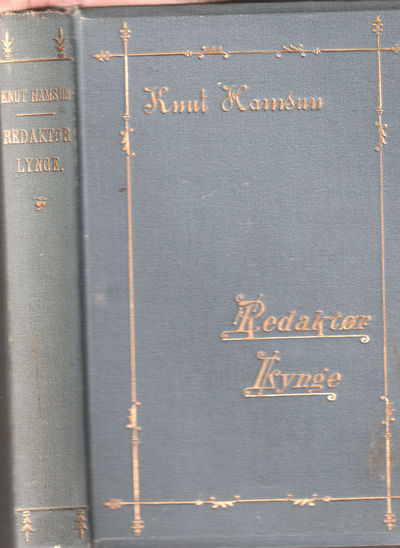 KNUT HAMSUN
REDAKTØR
LYNGE.
Knut Hamsun
Redaktør
Lynge